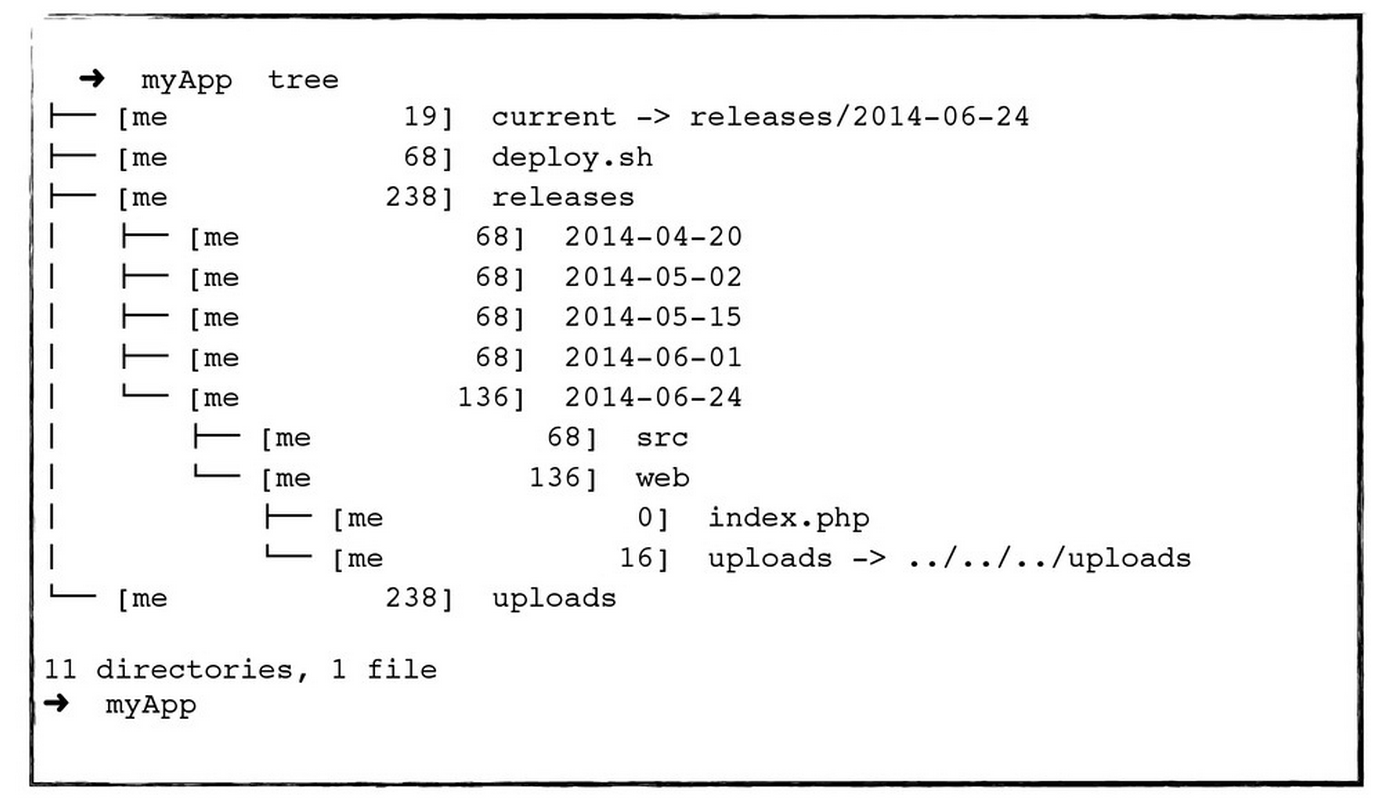 ➜  myApp  tree
├── [me             19]  current -> releases/2014-06-24
├── [me             68]  deploy.sh
├── [me            238]  releases
│   ├── [me             68]  2014-04-20
│   ├── [me             68]  2014-05-02
│   ├── [me             68]  2014-05-15
│   ├── [me             68]  2014-06-01
│   └── [me            136]  2014-06-24
│       ├── [me             68]  src
│       └── [me            136]  web
│           ├── [me              0]  index.php
│           └── [me             16]  uploads -> ../../../uploads
└── [me            238]  uploads
11 directories, 1 file
➜  myApp